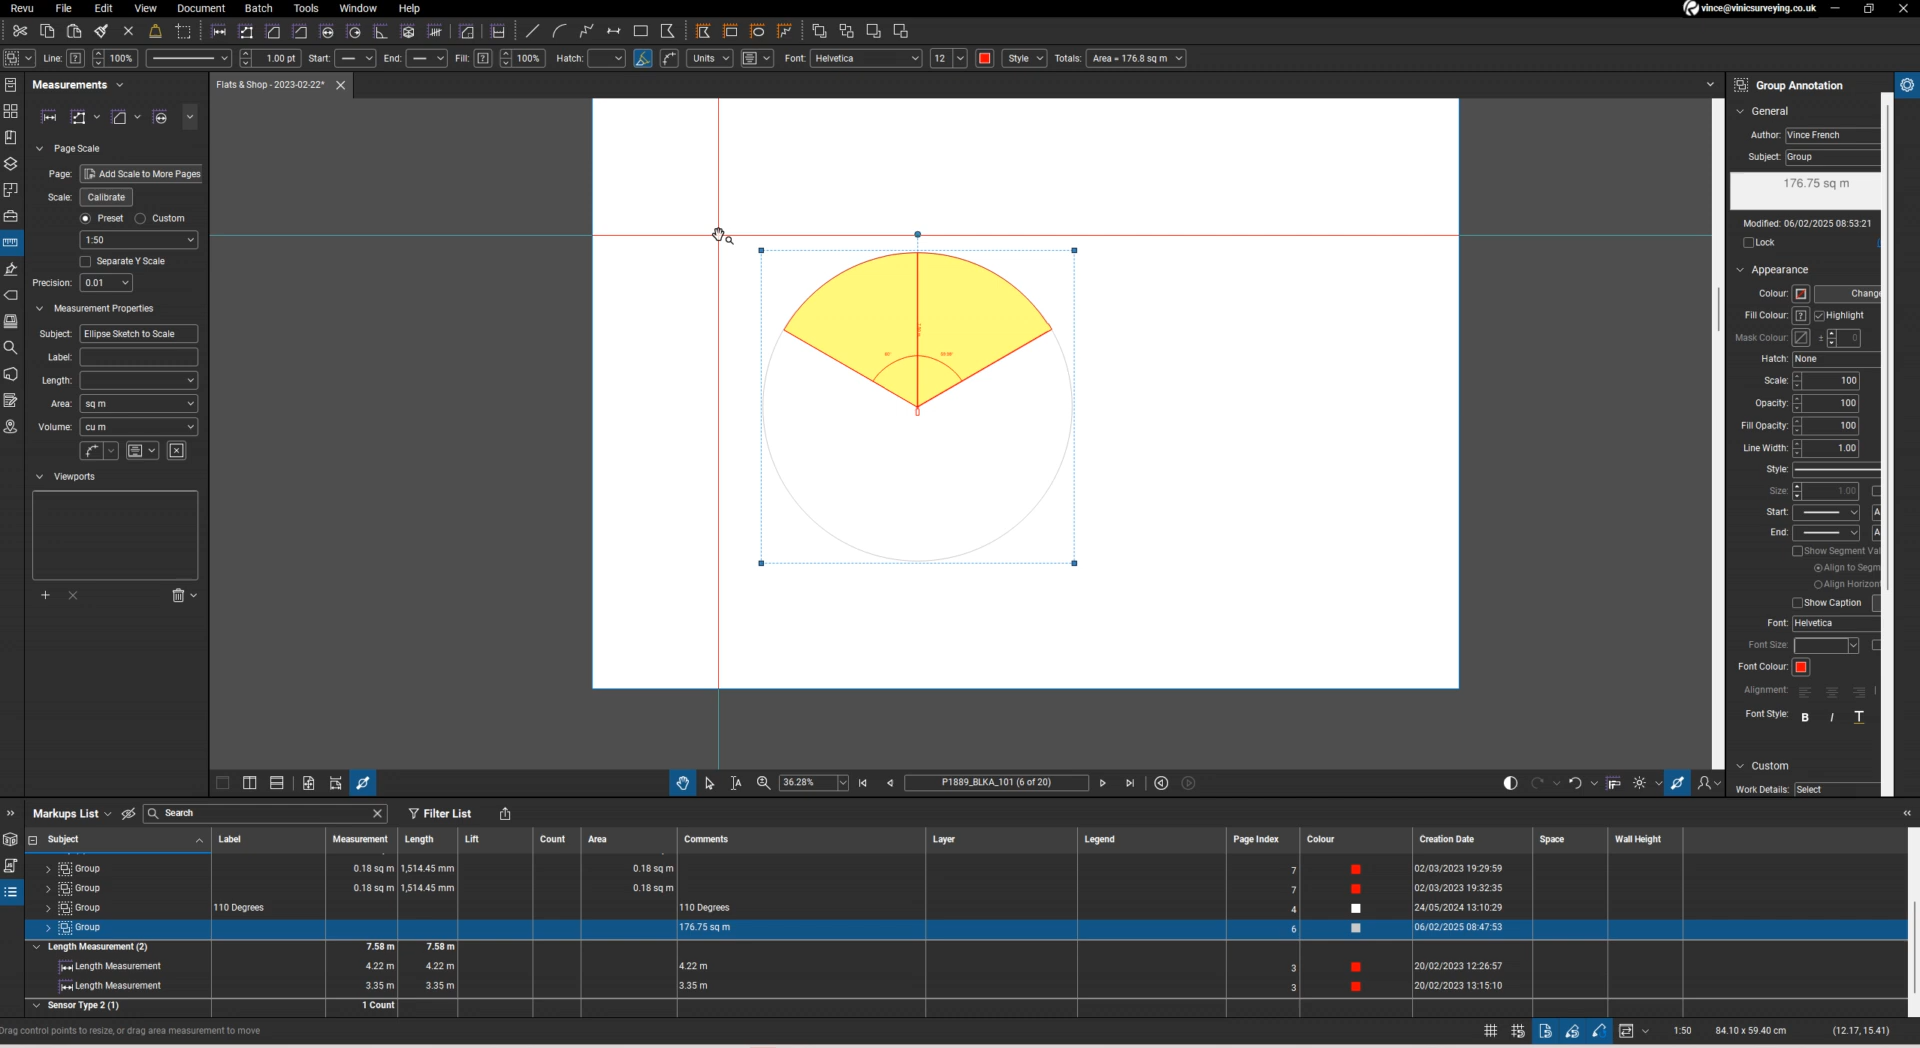 Revu File Edit View Document Batch Tools Window Help vince@vinicsurveying.co.uk
Line: ? 100% 1.00 pt Start: End: Fill: ? 100% Hatch: Units Font: Helvetica 12 Style Totals: Area = 176.8 sq m
Measurements
Flats & Shop - 2023-02-22*
Page Scale
Page: Add Scale to More Pages
Scale: Calibrate
Preset Custom
1:50
Separate Y Scale
Precision: 0.01
Measurement Properties
Subject: Ellipse Sketch to Scale
Label:
Length:
Area: sq m
Volume: cu m
Viewports
Group Annotation
General
Author: Vince French
Subject: Group
176.75 sq m
Modified: 06/02/2025 08:53:21
Lock
Appearance
Colour: Change
Fill Colour: ? Highlight
Mask Colour: ± 0
Hatch: None
Scale: 100
Opacity: 100
Fill Opacity: 100
Line Width: 1.00
Style:
Size: 1.00
Start: A
End: A
Show Segment Val
Align to Segm
Align Horizon
Show Caption
Font: Helvetica
Font Size:
Font Colour:
Alignment:
Font Style: B I T
Custom
Work Details: Select
36.28% P1889_BLKA_101 (6 of 20)
Markups List Search Filter List
Subject Label Measurement Length Lift Count Area Comments Layer Legend Page Index Colour Creation Date Space Wall Height
Group 0.18 sq m 1,514.45 mm 0.18 sq m 7 02/03/2023 19:29:59
Group 0.18 sq m 1,514.45 mm 0.18 sq m 7 02/03/2023 19:32:35
Group 110 Degrees 110 Degrees 4 24/05/2024 13:10:29
Group 176.75 sq m 6 06/02/2025 08:47:53
Length Measurement (2) 7.58 m 7.58 m
Length Measurement 4.22 m 4.22 m 4.22 m 3 20/02/2023 12:26:57
Length Measurement 3.35 m 3.35 m 3.35 m 3 20/02/2023 13:15:10
Sensor Type 2 (1) 1 Count
Drag control points to resize, or drag area measurement to move
1:50 84.10 x 59.40 cm (12.17, 15.41)